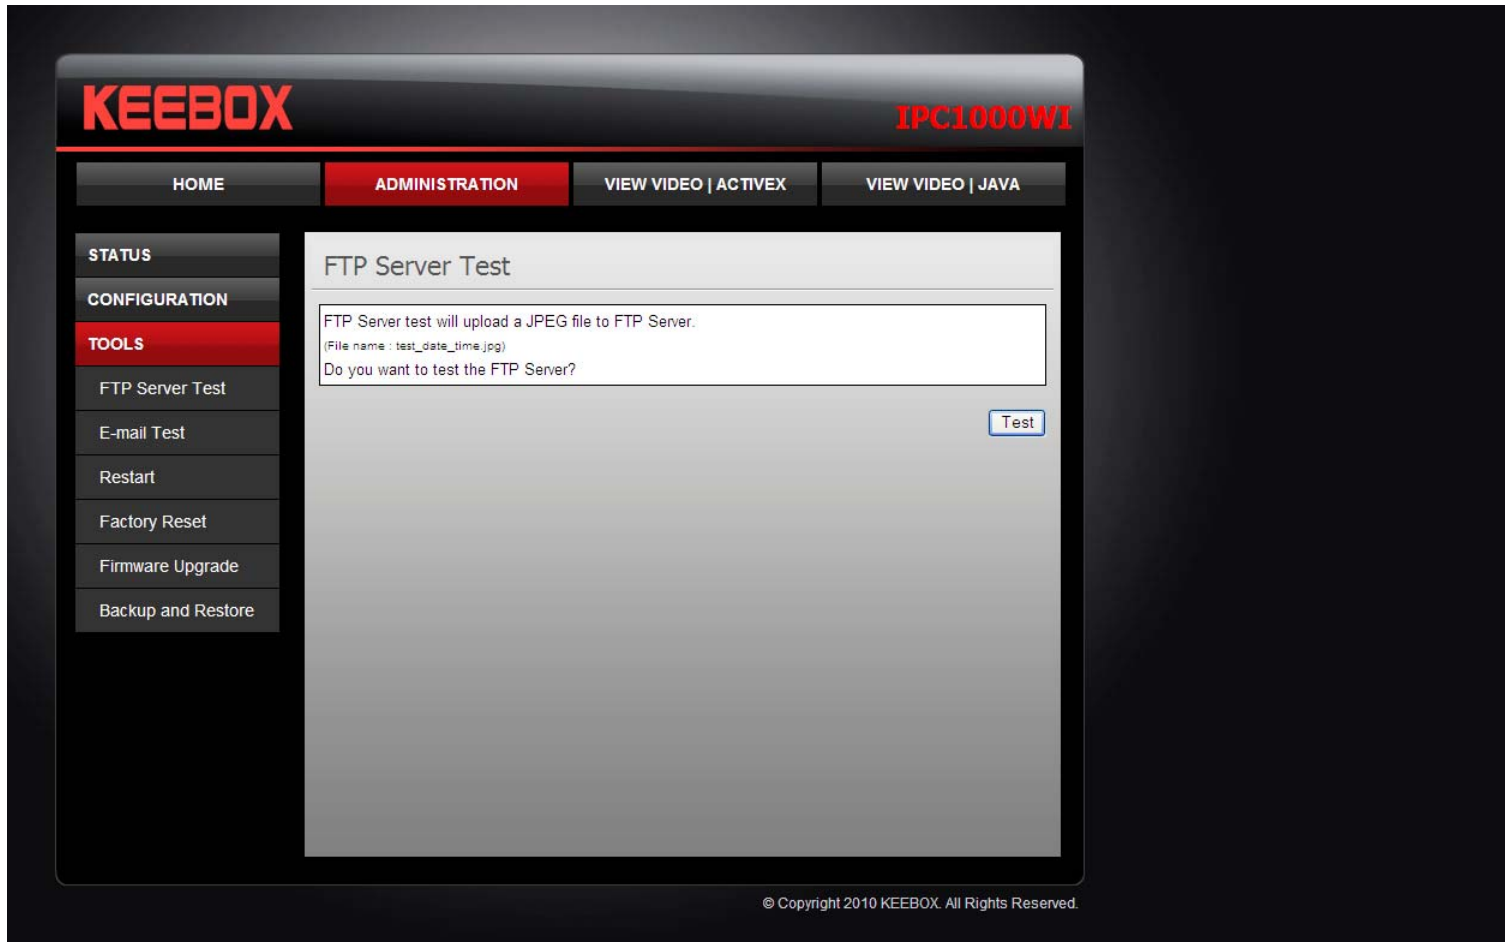 KEEBOX
IPC1000WI
HOME
ADMINISTRATION
VIEW VIDEO | ACTIVEX
VIEW VIDEO | JAVA
STATUS
CONFIGURATION
TOOLS
FTP Server Test
E-mail Test
Restart
Factory Reset
Firmware Upgrade
Backup and Restore
FTP Server Test
FTP Server test will upload a JPEG file to FTP Server.
(File name : test_date_time.jpg)
Do you want to test the FTP Server?
Test
© Copyright 2010 KEEBOX. All Rights Reserved.